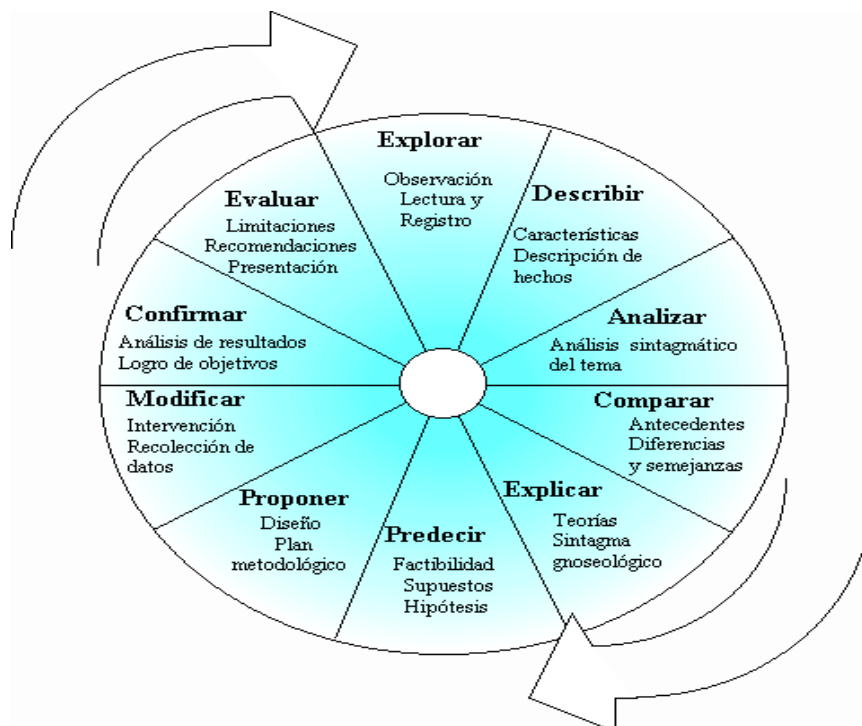 Explorar
Observación
Lectura y
Registro
Describir
Características
Descripción de
hechos
Analizar
Análisis sintagmático
del tema
Comparar
Antecedentes
Diferencias
y semejanzas
Explicar
Teorías
Sintagma
gnoseológico
Predecir
Factibilidad
Supuestos
Hipótesis
Proponer
Diseño
Plan
metodológico
Modificar
Intervención
Recolección de
datos
Confirmar
Análisis de resultados
Logro de objetivos
Evaluar
Limitaciones
Recomendaciones
Presentación